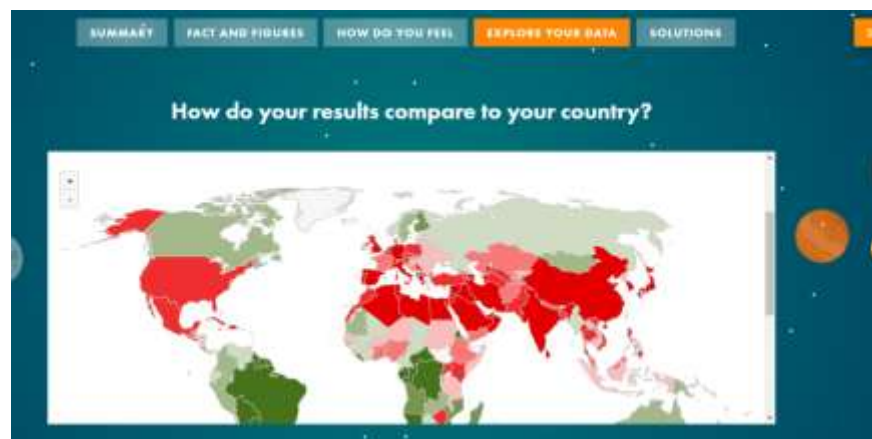 SUMMARY
FACT AND FIGURES
HOW DO YOU FEEL
EXPLORE YOUR DATA
SOLUTIONS
How do your results compare to your country?